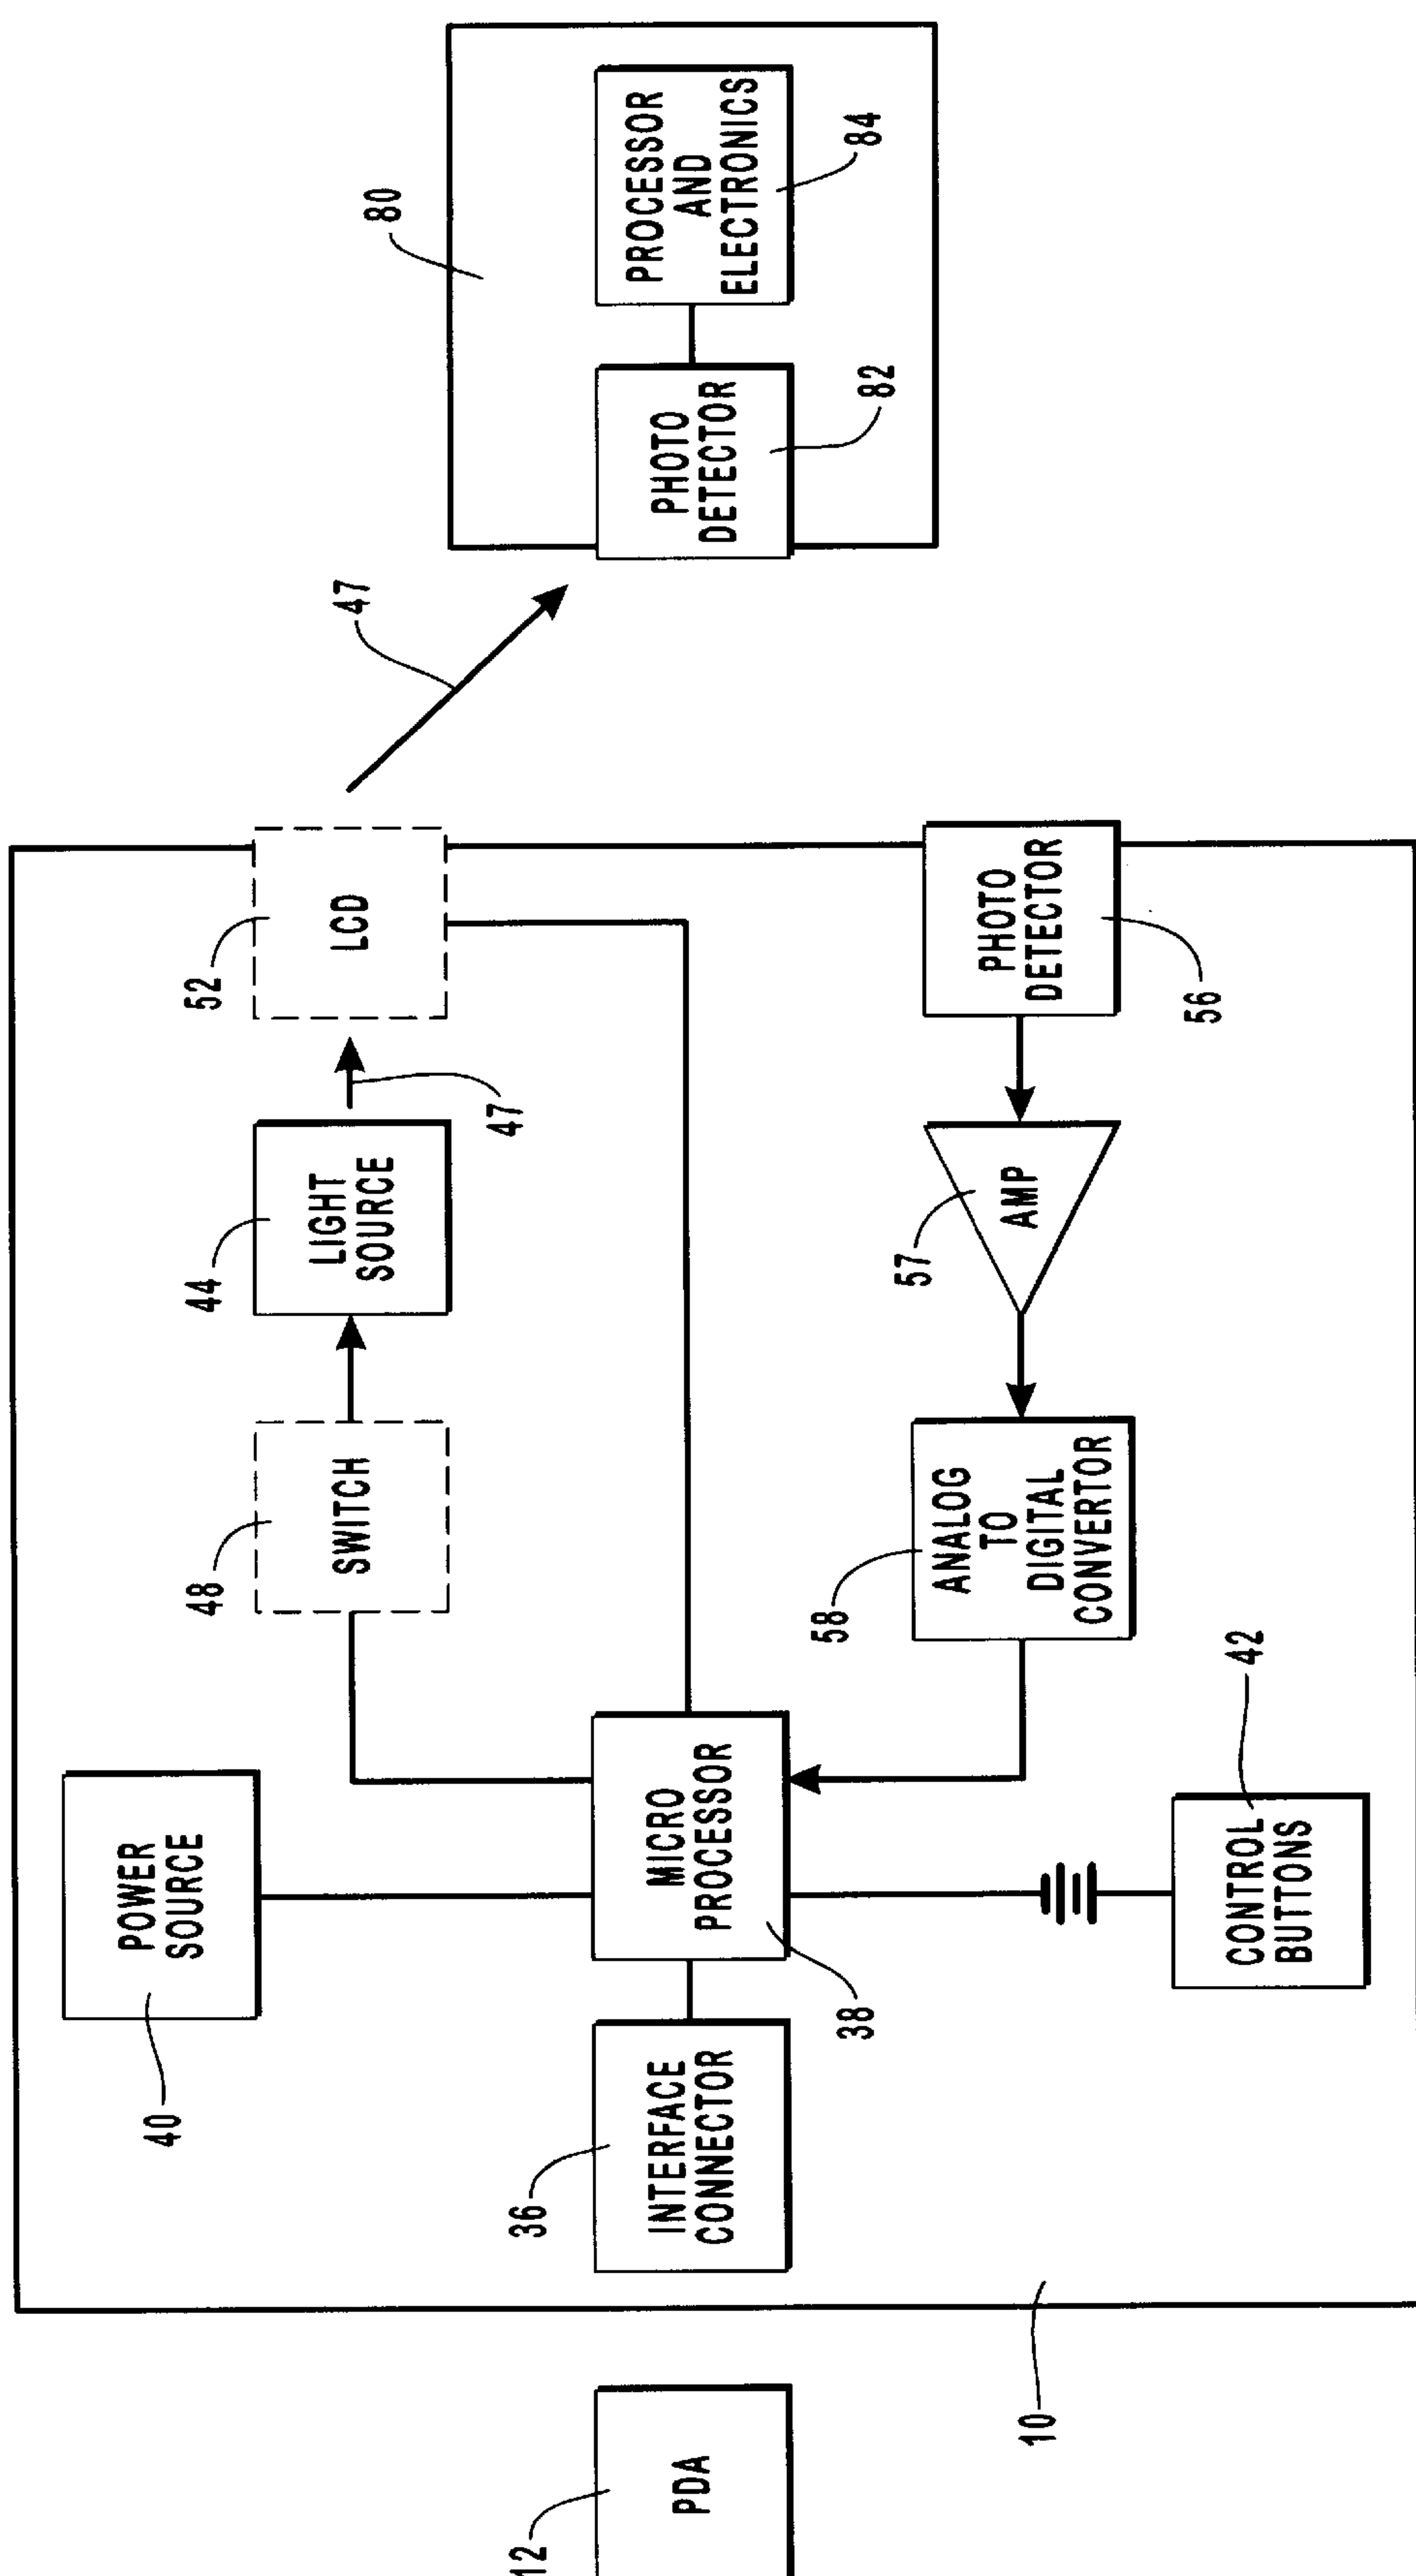 12
PDA
10
40
POWER
SOURCE
36
INTERFACE
CONNECTOR
38
MICRO
PROCESSOR
42
CONTROL
BUTTONS
48
SWITCH
44
LIGHT
SOURCE
47
52
LCD
58
ANALOG
TO
DIGITAL
CONVERTOR
57
AMP
56
PHOTO
DETECTOR
47
80
PHOTO
DETECTOR
82
PROCESSOR
AND
ELECTRONICS
84